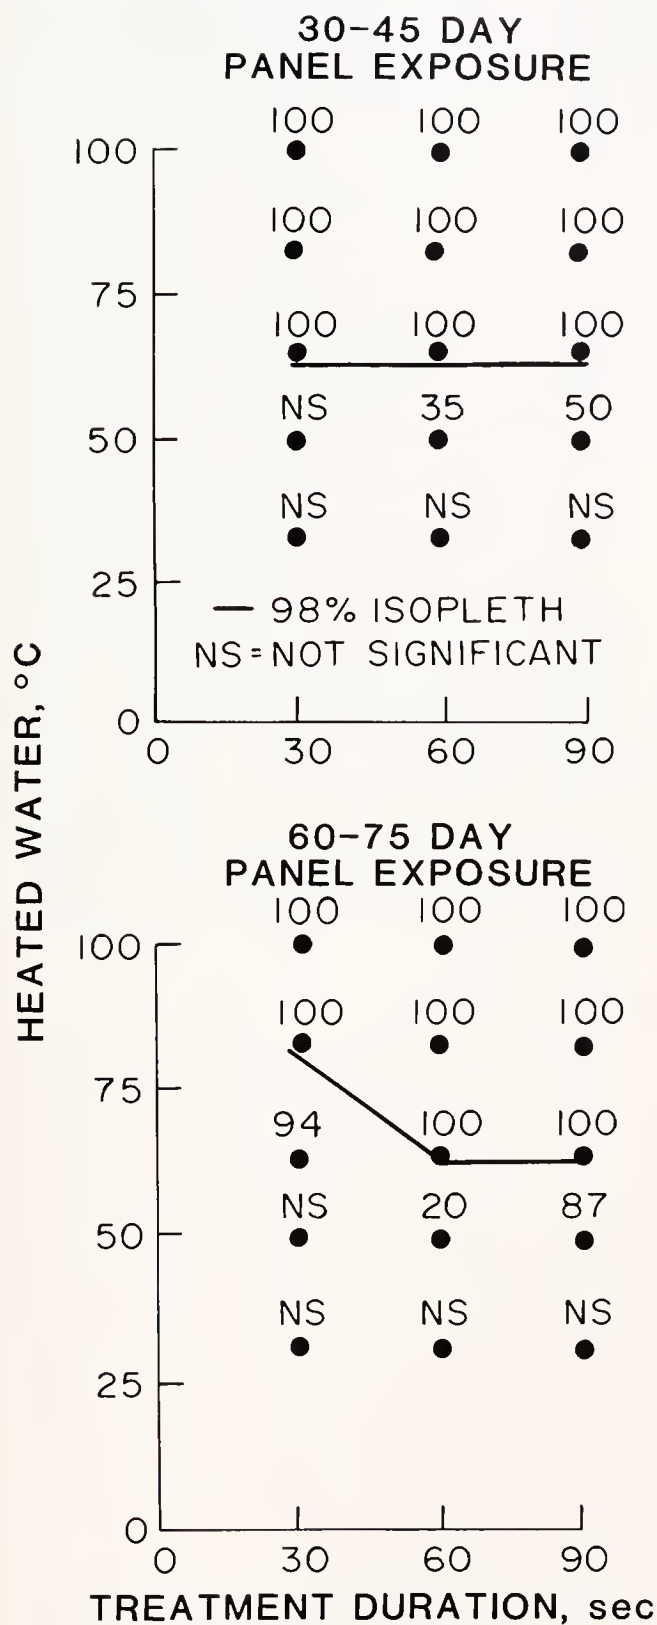 30-45 DAY
PANEL EXPOSURE
100 100 100
100
100 100 100
75
100 100 100
NS 35 50
50
NS NS NS
25
— 98% ISOPLETH
NS=NOT SIGNIFICANT
0
0 30 60 90
HEATED WATER, °C
60-75 DAY
PANEL EXPOSURE
100 100 100
100
100 100 100
75
94 100 100
NS 20 87
50
NS NS NS
25
0
0 30 60 90
TREATMENT DURATION, sec